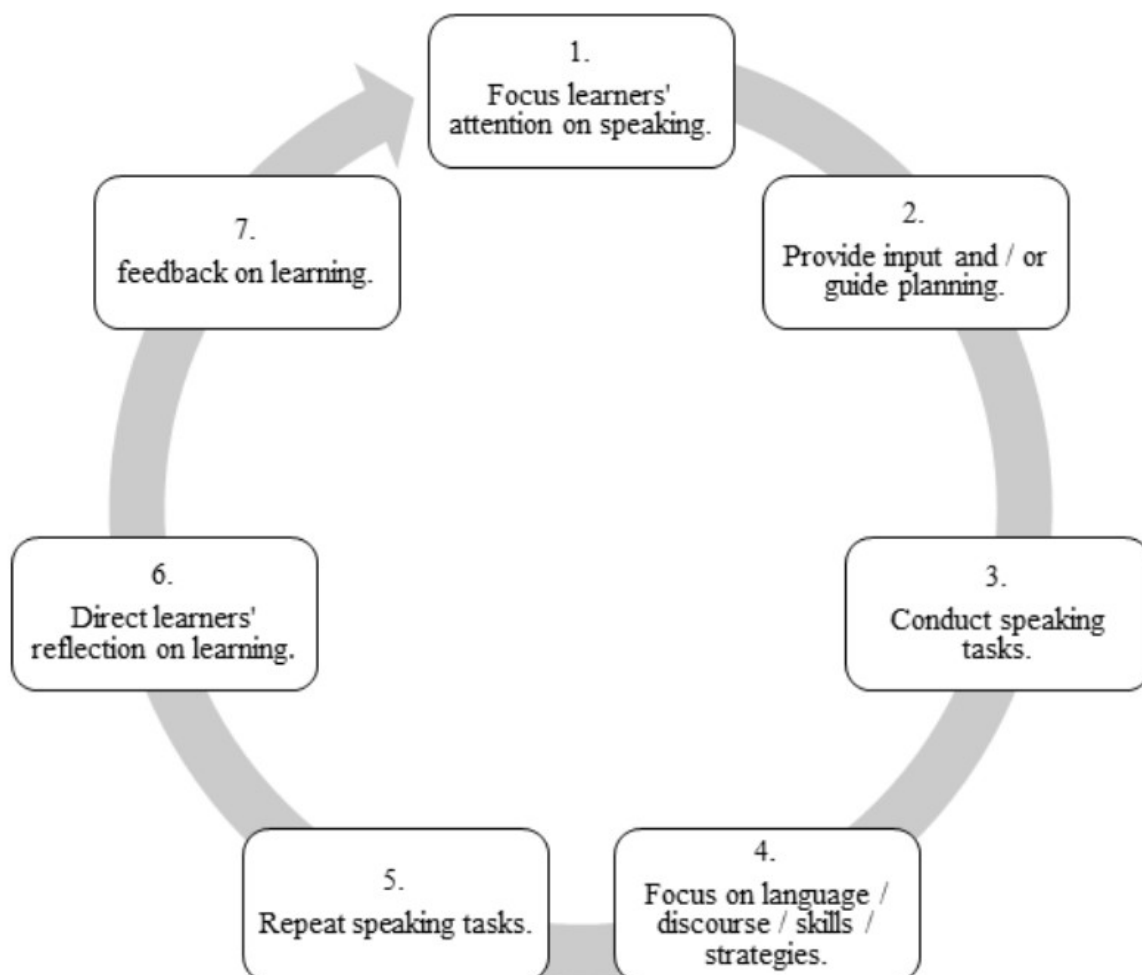 1.
Focus learners'
attention on speaking.
2.
Provide input and / or
guide planning.
3.
Conduct speaking
tasks.
4.
Focus on language /
discourse / skills /
strategies.
5.
Repeat speaking tasks.
6.
Direct learners'
reflection on learning.
7.
feedback on learning.